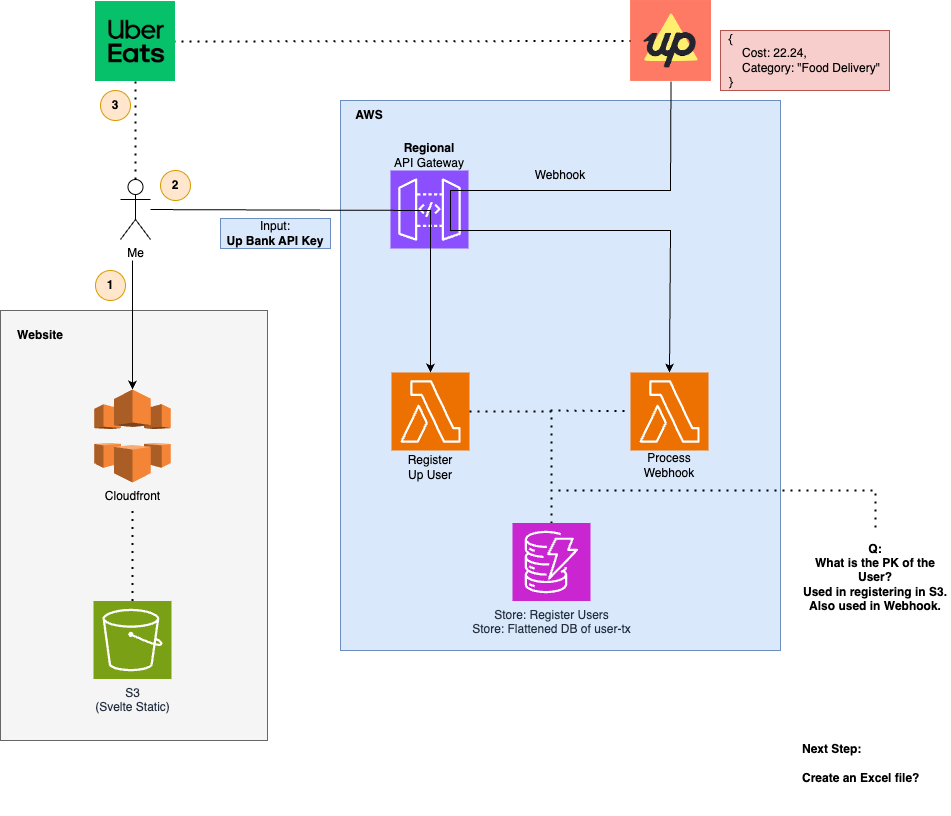 Uber
Eats
up
{
Cost: 22.24,
Category: "Food Delivery"
}
3
AWS
Regional
API Gateway
Webhook
2
</>
Input:
Up Bank API Key
Me
1
Website
Register
Up User
Process
Webhook
Cloudfront
Q:
What is the PK of the
User?
Used in registering in S3.
Also used in Webhook.
Store: Register Users
Store: Flattened DB of user-tx
S3
(Svelte Static)
Next Step:
Create an Excel file?